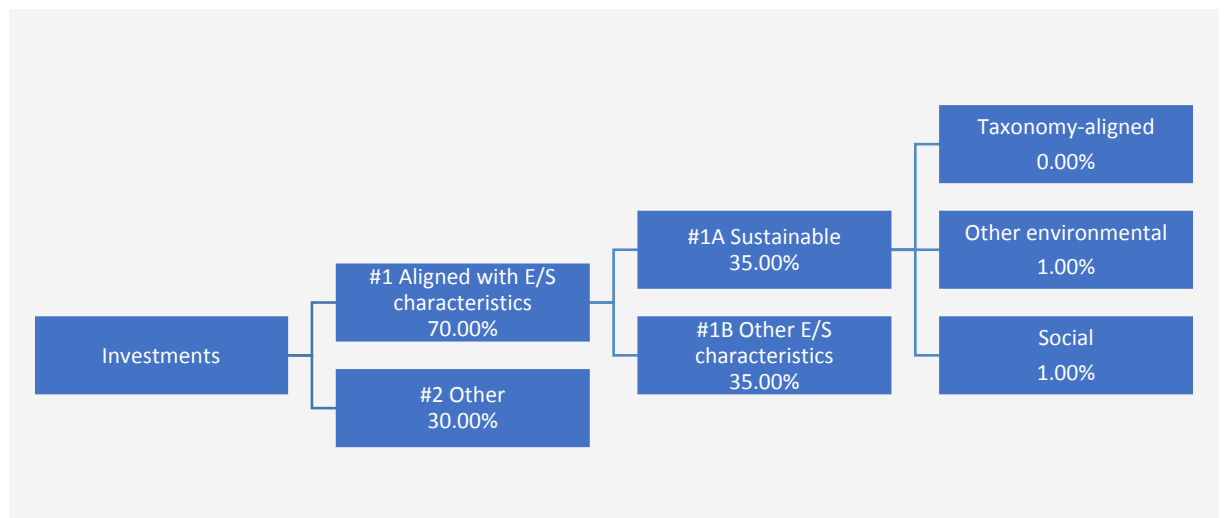 Investments
#1 Aligned with E/S
characteristics
70.00%
#2 Other
30.00%
#1A Sustainable
35.00%
#1B Other E/S
characteristics
35.00%
Taxonomy-aligned
0.00%
Other environmental
1.00%
Social
1.00%